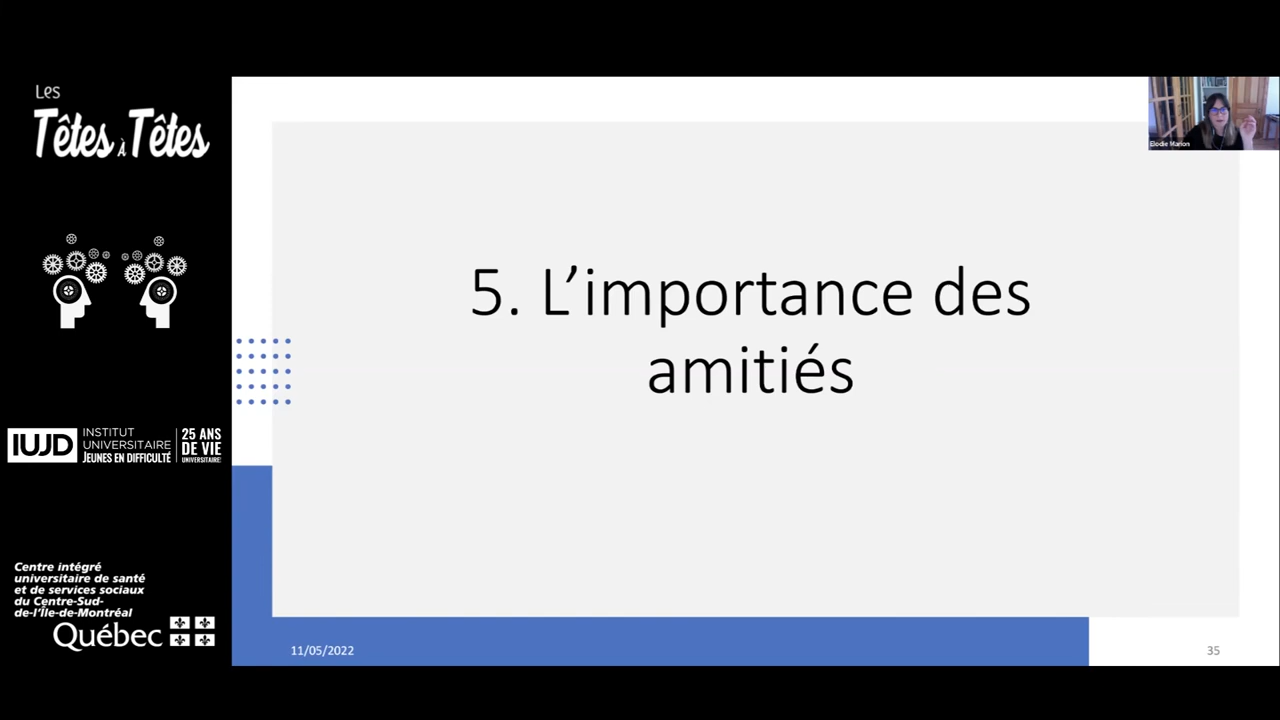 Les
Têtes à Têtes
IUJD
INSTITUT
UNIVERSITAIRE
JEUNES EN DIFFICULTÉ
25 ANS
DE VIE
UNIVERSITAIRE!
Centre intégré
universitaire de santé
et de services sociaux
du Centre-Sud-
de-l'Île-de-Montréal
Québec
5. L’importance des
amitiés
11/05/2022
35
Elodie Marion